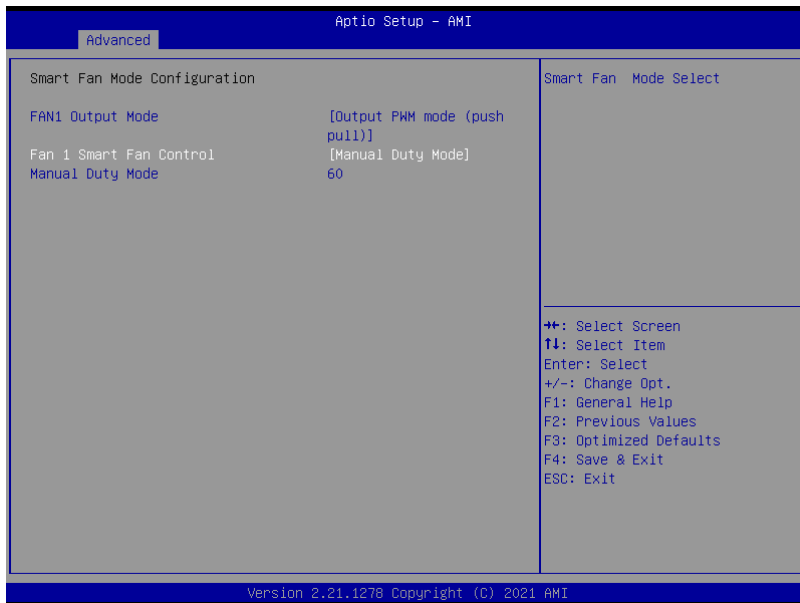 Aptio Setup – AMI
Advanced
Smart Fan Mode Configuration
FAN1 Output Mode [Output PWM mode (push
pull)]
Fan 1 Smart Fan Control [Manual Duty Mode]
Manual Duty Mode 60
Smart Fan  Mode Select
→←: Select Screen
↑↓: Select Item
Enter: Select
+/-: Change Opt.
F1: General Help
F2: Previous Values
F3: Optimized Defaults
F4: Save & Exit
ESC: Exit
Version 2.21.1278 Copyright (C) 2021 AMI